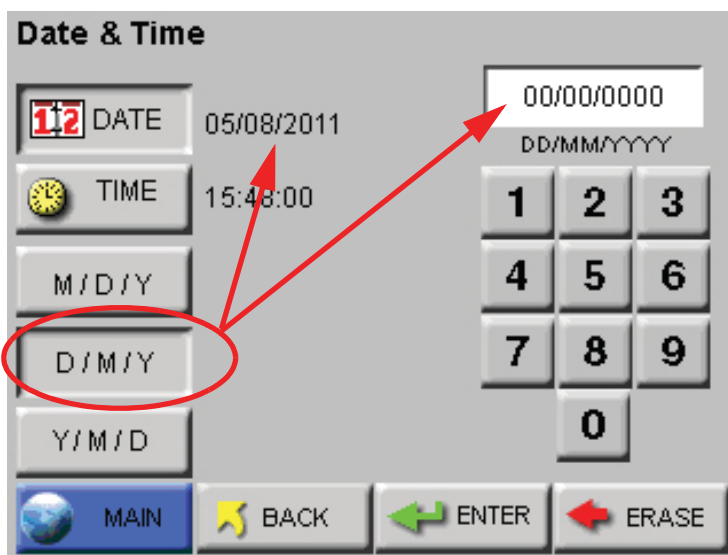 Date & Time
12 DATE
05/08/2011
00/00/0000
DD/MM/YYYY
TIME
15:48:00
1 2 3
M / D / Y
4 5 6
D / M / Y
7 8 9
Y / M / D
0
MAIN
BACK
ENTER
ERASE